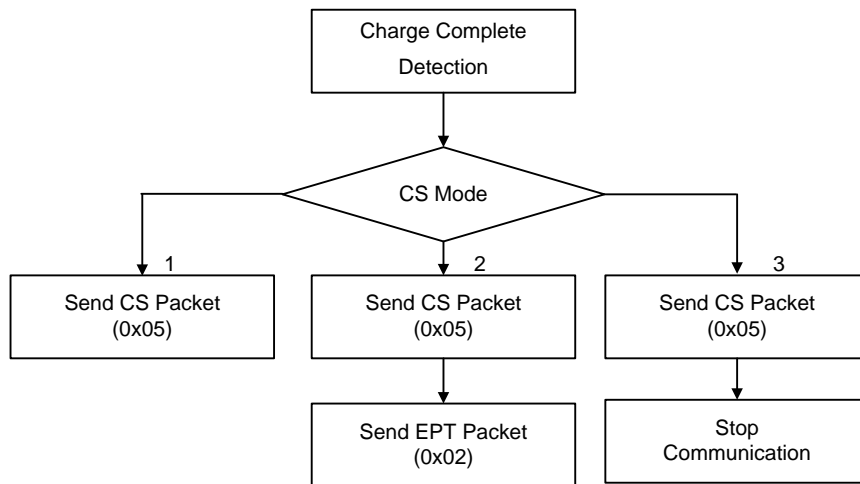 Charge Complete
Detection
CS Mode
1
2
3
Send CS Packet
(0x05)
Send CS Packet
(0x05)
Send CS Packet
(0x05)
Send EPT Packet
(0x02)
Stop
Communication